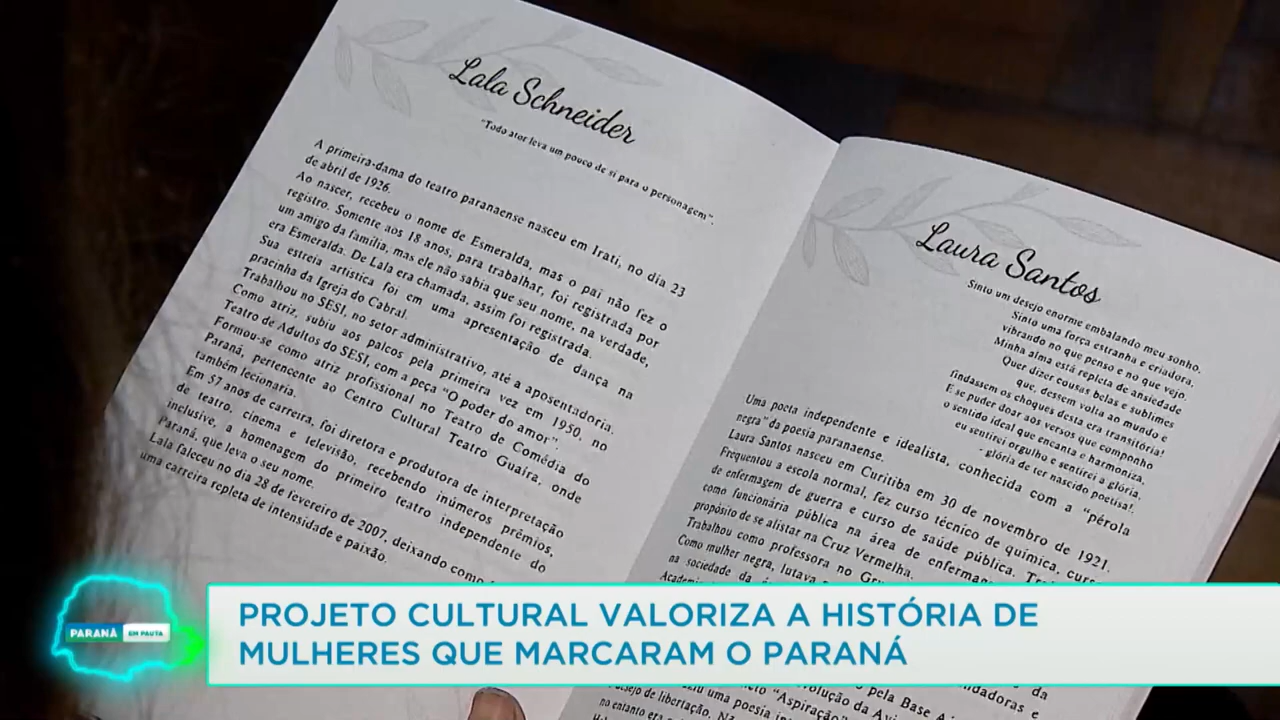 Lala Schneider
"Todo ator leva um pouco de si para o personagem".
A primeira-dama do teatro paranaense nasceu em Irati, no dia 23
de abril de 1926.
Ao nascer, recebeu o nome de Esmeralda, mas o pai não fez o
registro. Somente aos 18 anos, para trabalhar, foi registrada por
um amigo da família, mas ele não sabia que seu nome, na verdade,
era Esmeralda. De Lala era chamada, assim foi registrada.
Sua estreia artística foi em uma apresentação de dança na
pracinha da Igreja do Cabral.
Trabalhou no SESI, no setor administrativo, até a aposentadoria.
Como atriz, subiu aos palcos pela primeira vez em 1950, no
Teatro de Adultos do SESI, com a peça "O poder do amor".
Formou-se como atriz profissional no Teatro de Comédia do
Paraná, pertencente ao Centro Cultural Teatro Guaíra, onde
também lecionaria.
Em 57 anos de carreira, foi diretora e produtora de interpretação
de teatro, cinema e televisão, recebendo inúmeros prêmios,
inclusive, a homenagem do primeiro teatro independente do
Paraná, que leva o seu nome.
Lala faleceu no dia 28 de fevereiro de 2007, deixando como
uma carreira repleta de intensidade e paixão.
Laura Santos
Sinto um desejo enorme embalando meu sonho.
Sinto uma força estranha e criadora,
vibrando no que penso e no que vejo.
Minha alma está repleta de ansiedade
Quer dizer cousas belas e sublimes
que, dessem volta ao mundo e
findassem os choques desta era transitória!
E se puder doar aos versos que componho
o sentido ideal que encanta e harmoniza,
eu sentirei orgulho e sentirei a glória,
- glória de ter nascido poetisa!.
Uma poeta independente e idealista, conhecida com a "pérola
negra" da poesia paranaense.
Laura Santos nasceu em Curitiba em 30 de novembro de 1921.
Frequentou a escola normal, fez curso técnico de química, curso
de enfermagem de guerra e curso de saúde pública.
como funcionária pública na área de enfermagem
propósito de se alistar na Cruz Vermelha.
Trabalhou como professora no
Como mulher negra, lutava
na sociedade da
pela Base
da
"Aspiração"
desejo de libertação.
uma poesia
no entanto era
PARANÁ EM PAUTA
PROJETO CULTURAL VALORIZA A HISTÓRIA DE
MULHERES QUE MARCARAM O PARANÁ